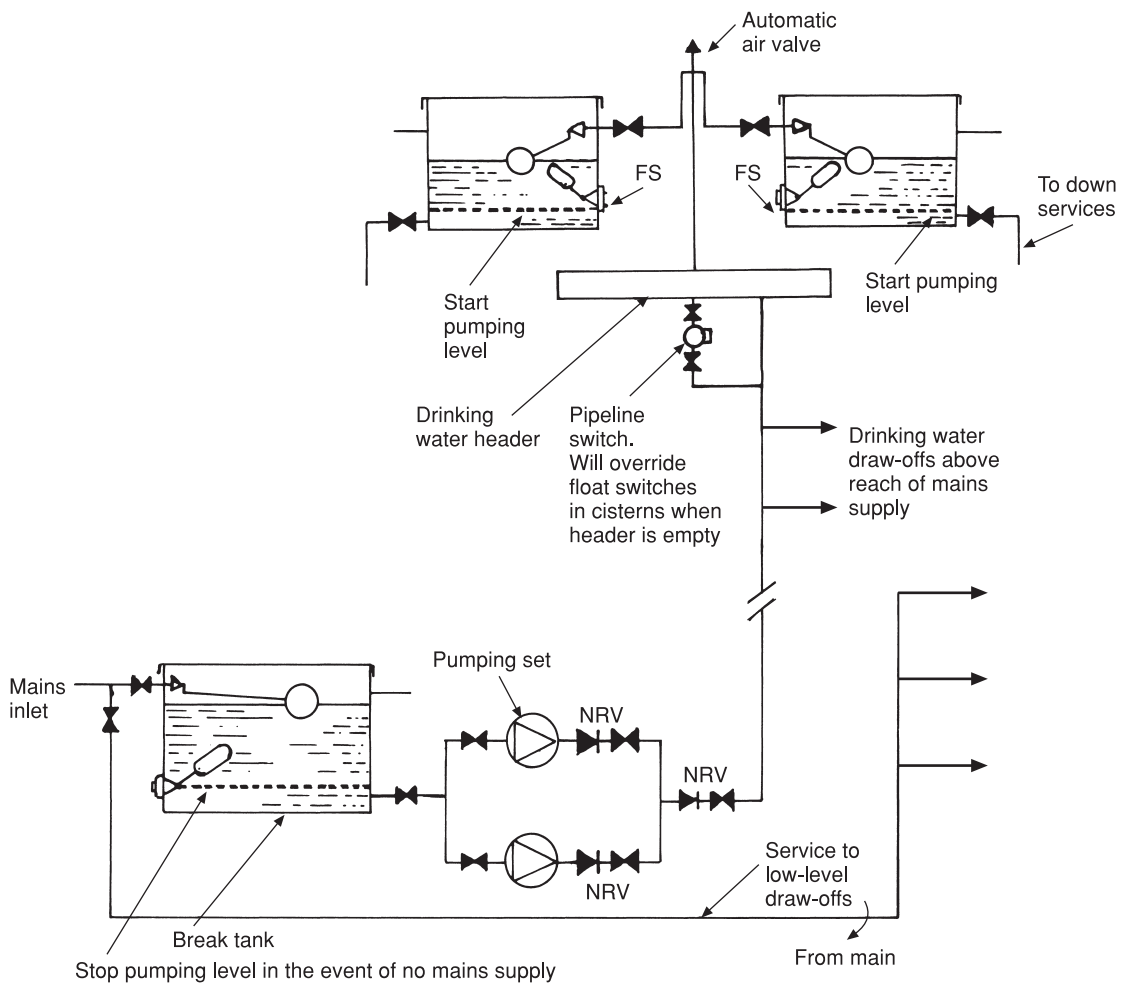 Automatic
air valve
FS
FS
To down
services
Start
pumping
level
Start pumping
level
Drinking
water header
Pipeline
switch.
Will override
float switches
in cisterns when
header is empty
Drinking water
draw-offs above
reach of mains
supply
Mains
inlet
Pumping set
NRV
NRV
NRV
Service to
low-level
draw-offs
From main
Break tank
Stop pumping level in the event of no mains supply